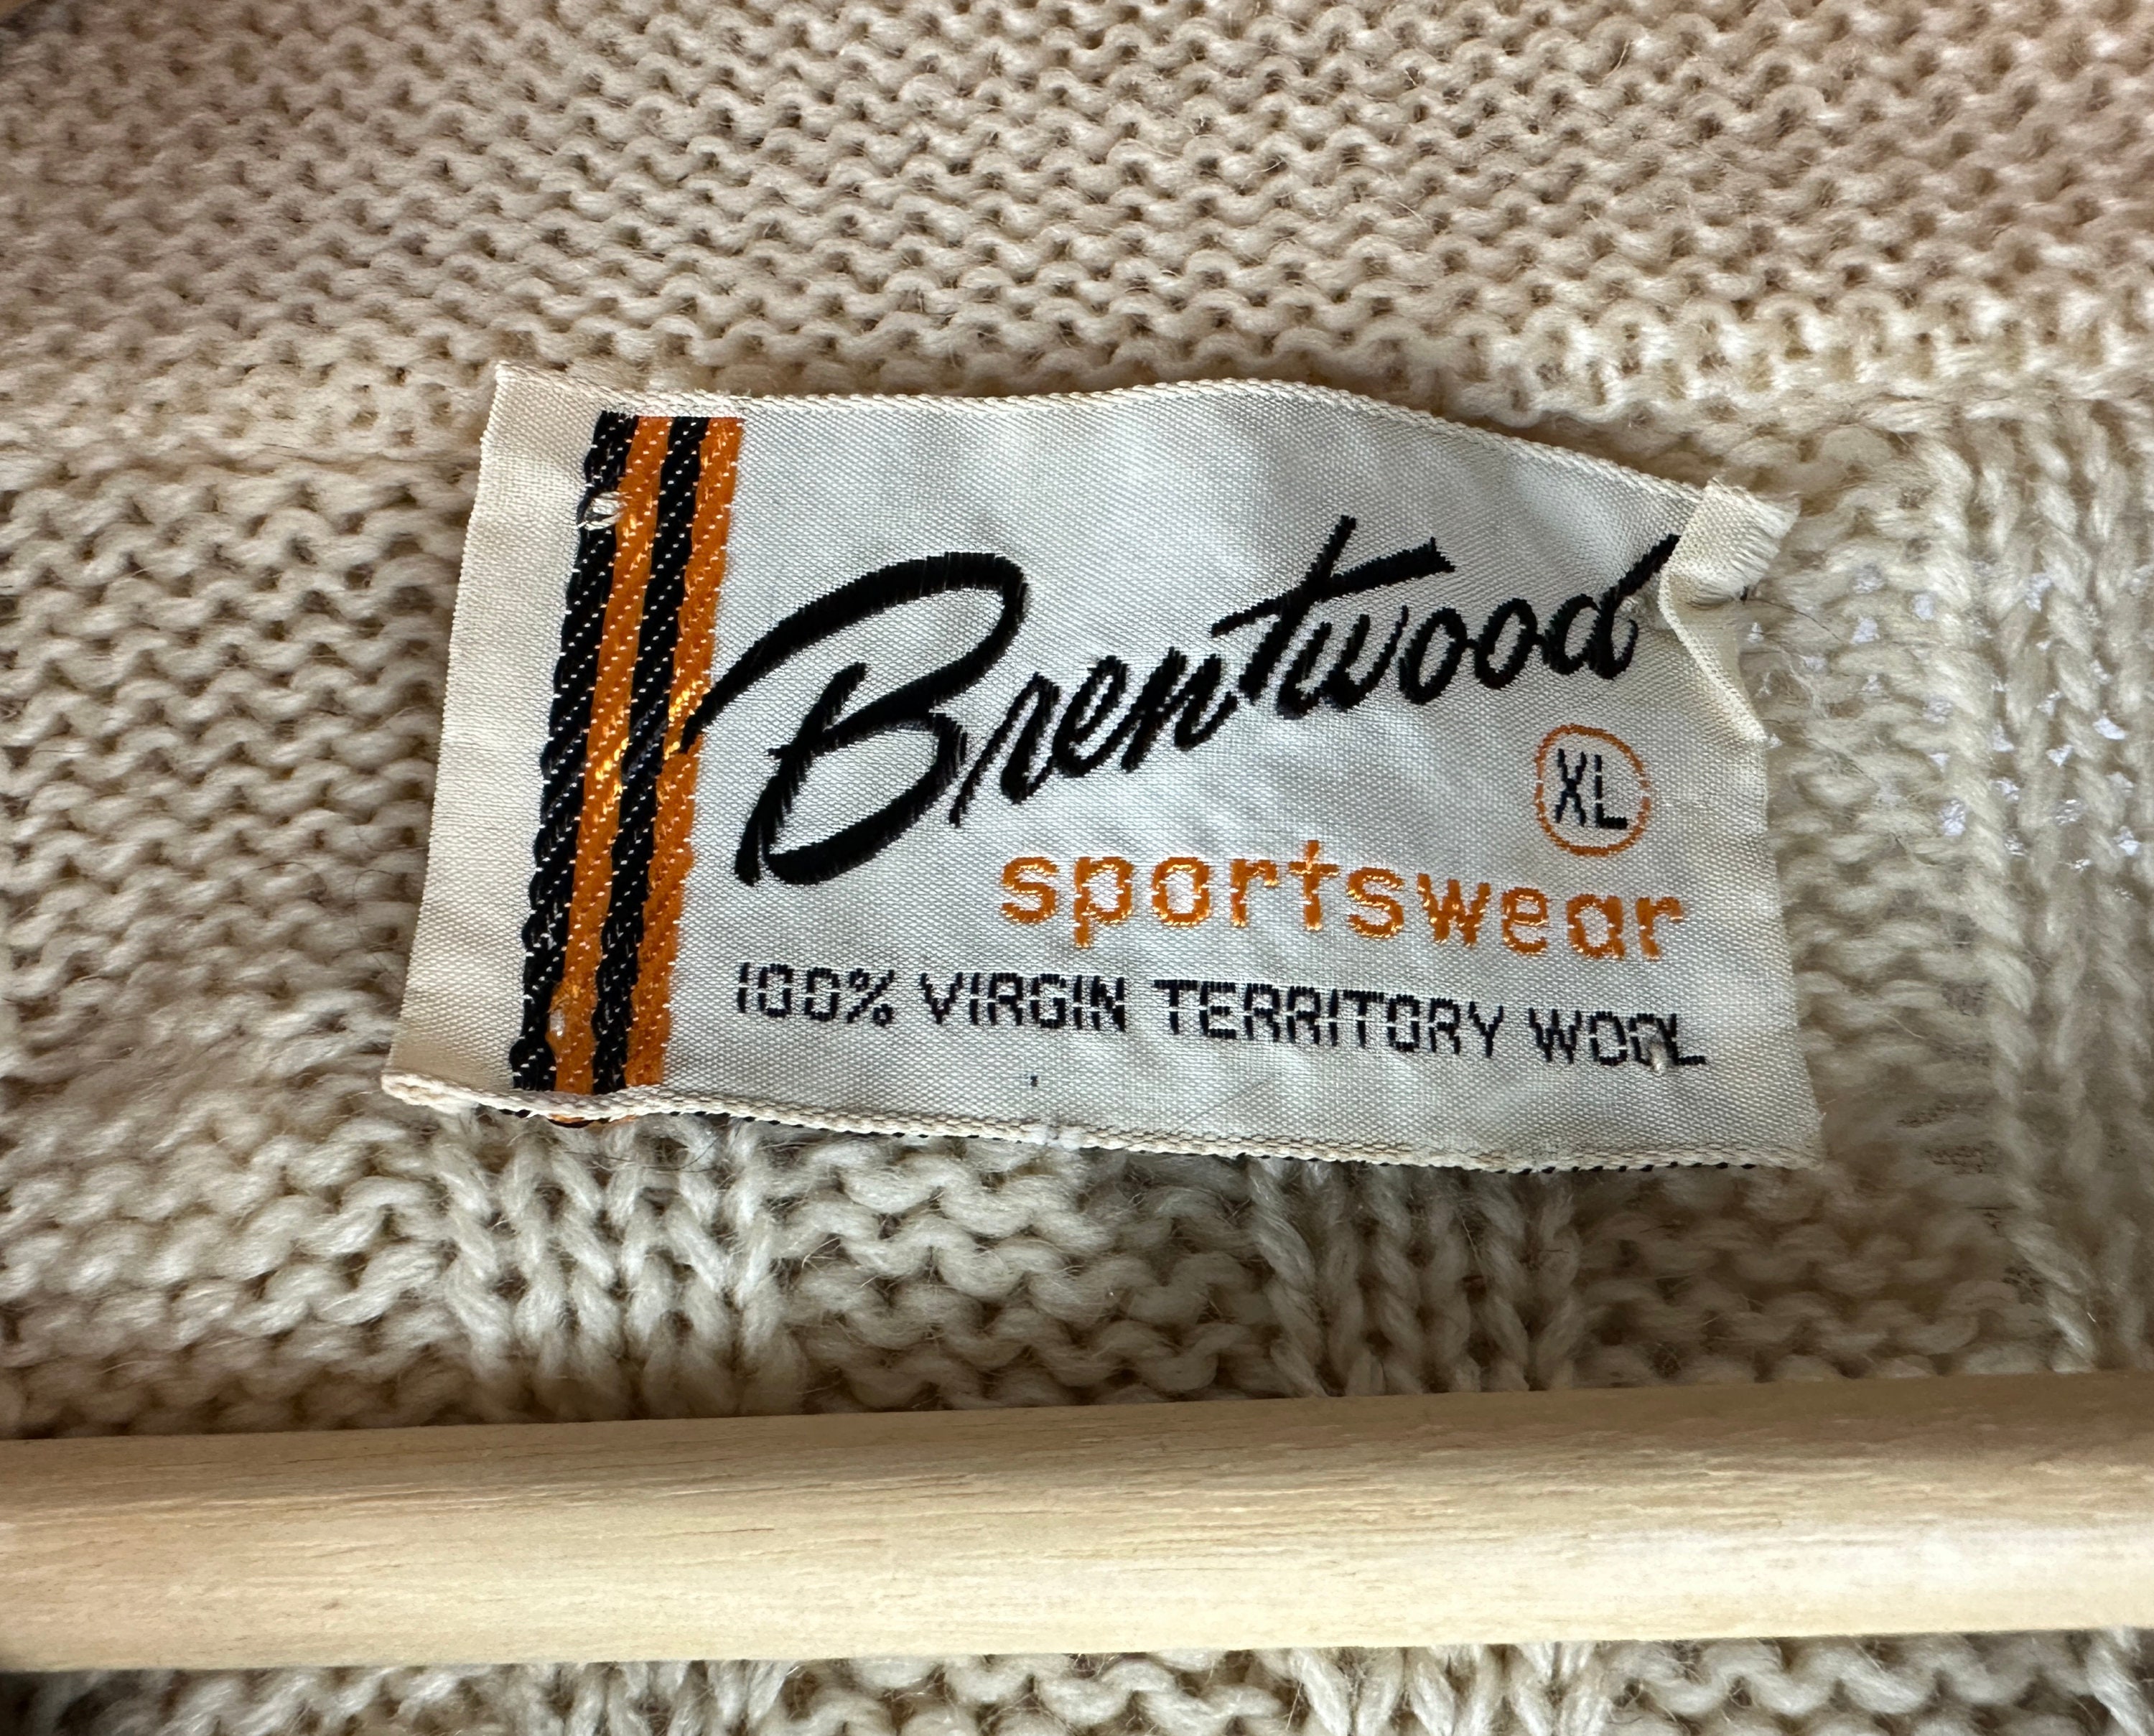 Brentwood
XL
sportswear
100% VIRGIN TERRITORY WOOL